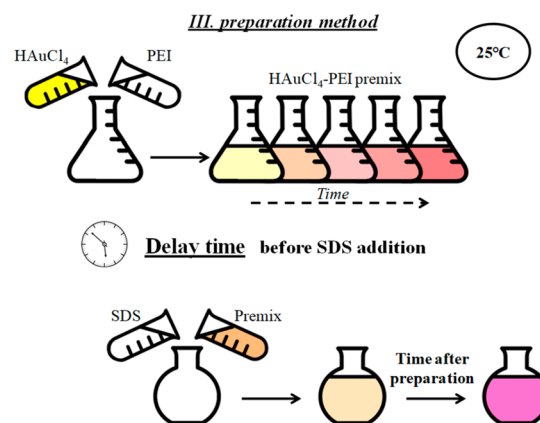 III. preparation method
HAuCl₄
PEI
25°C
HAuCl₄-PEI premix
Time
Delay time before SDS addition
SDS
Premix
Time after
preparation